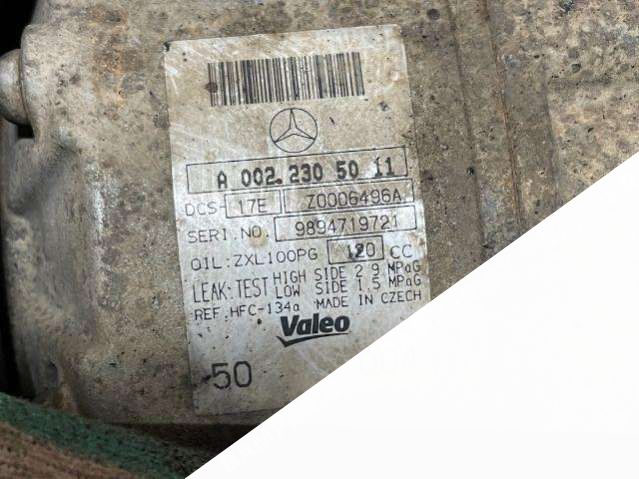 A 002.230 50 11
DCS- 17E Z0006496A
SERI.NO. 9894719721
OIL:ZXL100PG 120 CC
LEAK:TEST HIGH SIDE 2.9 MPaG
LOW SIDE 1.5 MPaG
REF.HFC-134a MADE IN CZECH
Valeo
50